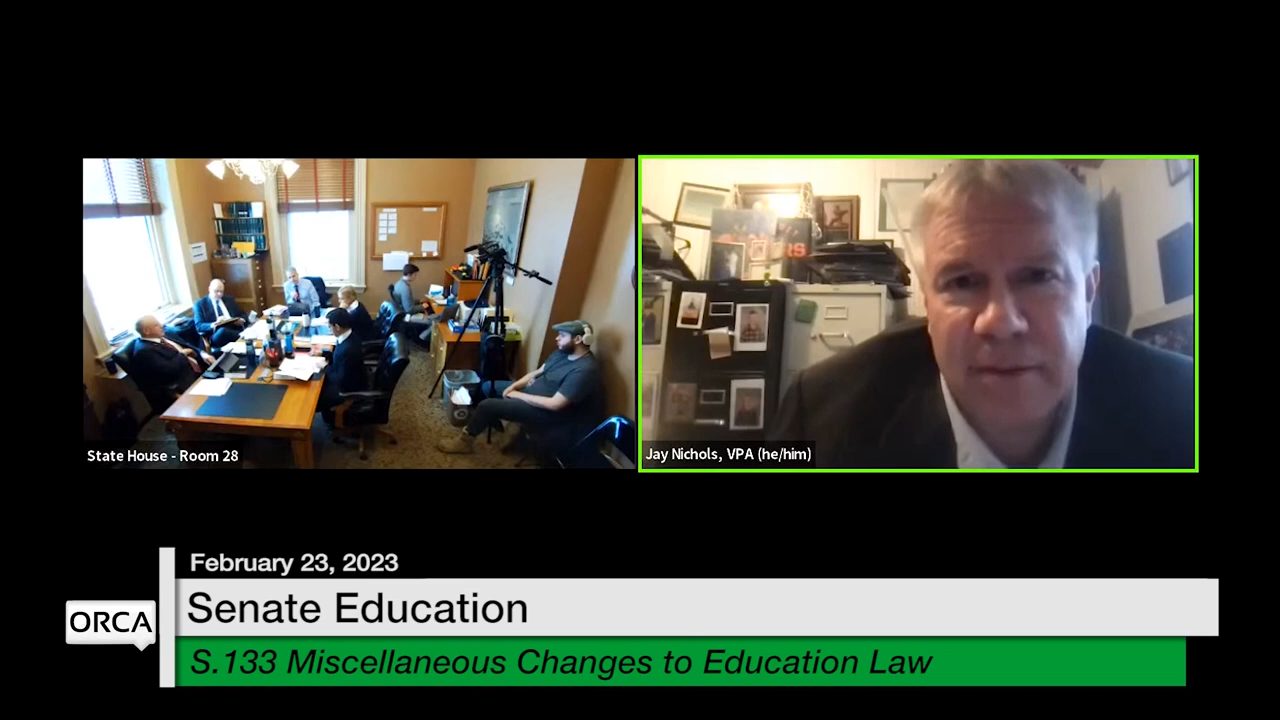 State House - Room 28
Jay Nichols, VPA (he/him)
February 23, 2023
Senate Education
ORCA
S.133 Miscellaneous Changes to Education Law